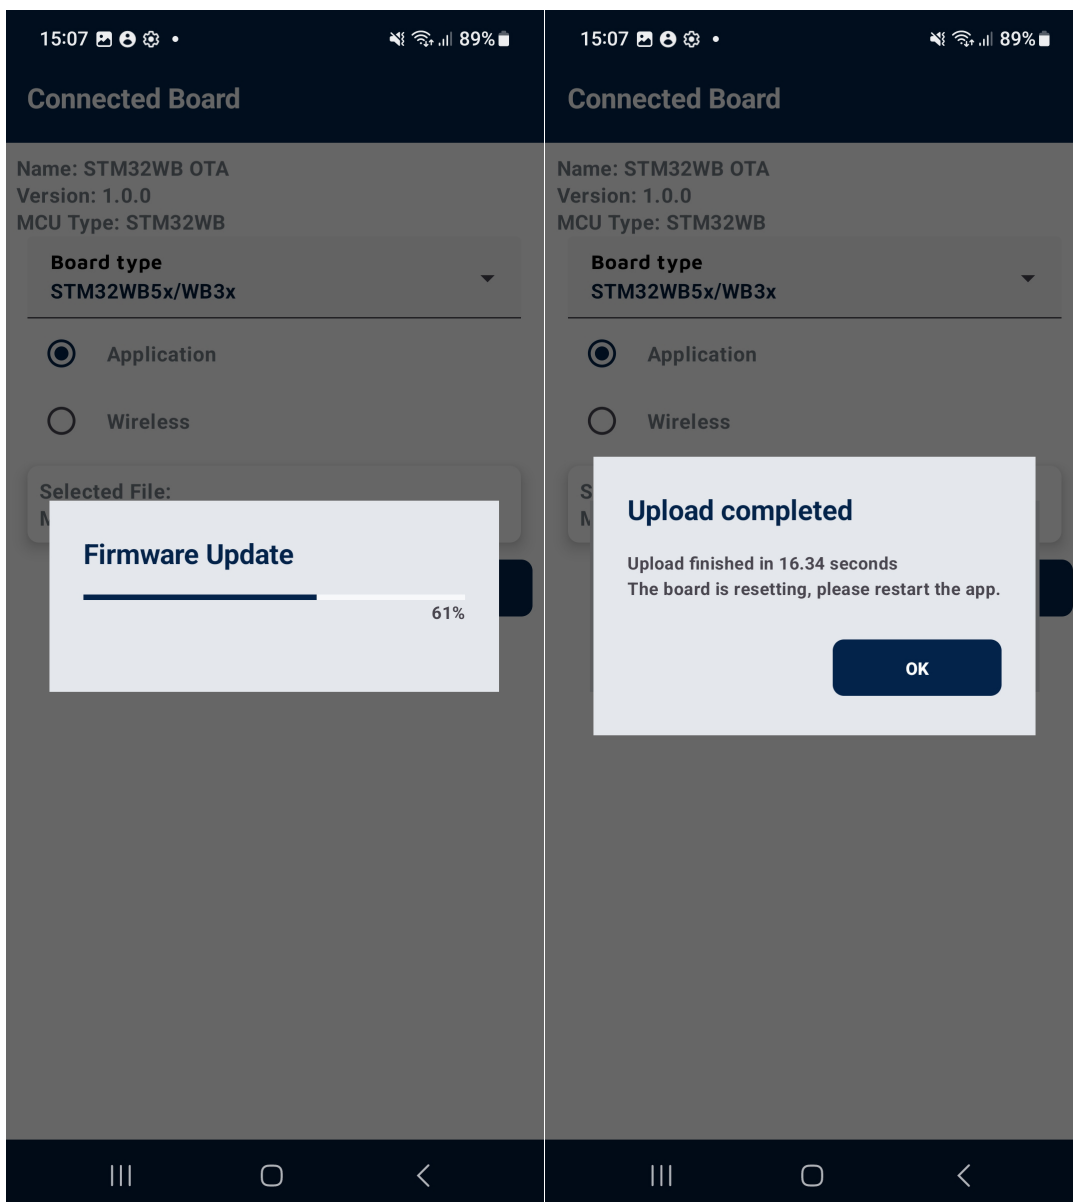 15:07
89%
Connected Board
Name: STM32WB OTA
Version: 1.0.0
MCU Type: STM32WB
Board type
STM32WB5x/WB3x
Application
Wireless
Selected File:
Firmware Update
61%
15:07
89%
Connected Board
Name: STM32WB OTA
Version: 1.0.0
MCU Type: STM32WB
Board type
STM32WB5x/WB3x
Application
Wireless
Upload completed
Upload finished in 16.34 seconds
The board is resetting, please restart the app.
OK